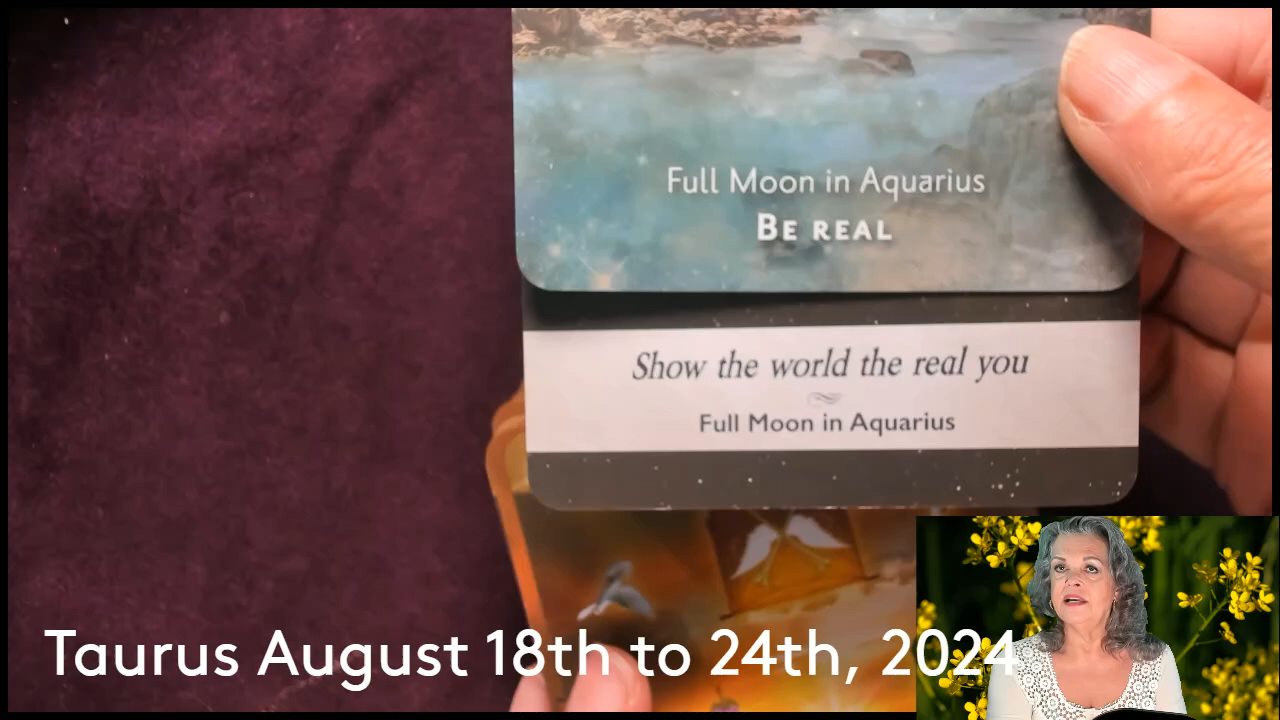 Full Moon in Aquarius
BE REAL
Show the world the real you
Full Moon in Aquarius
Taurus August 18th to 24th, 2024